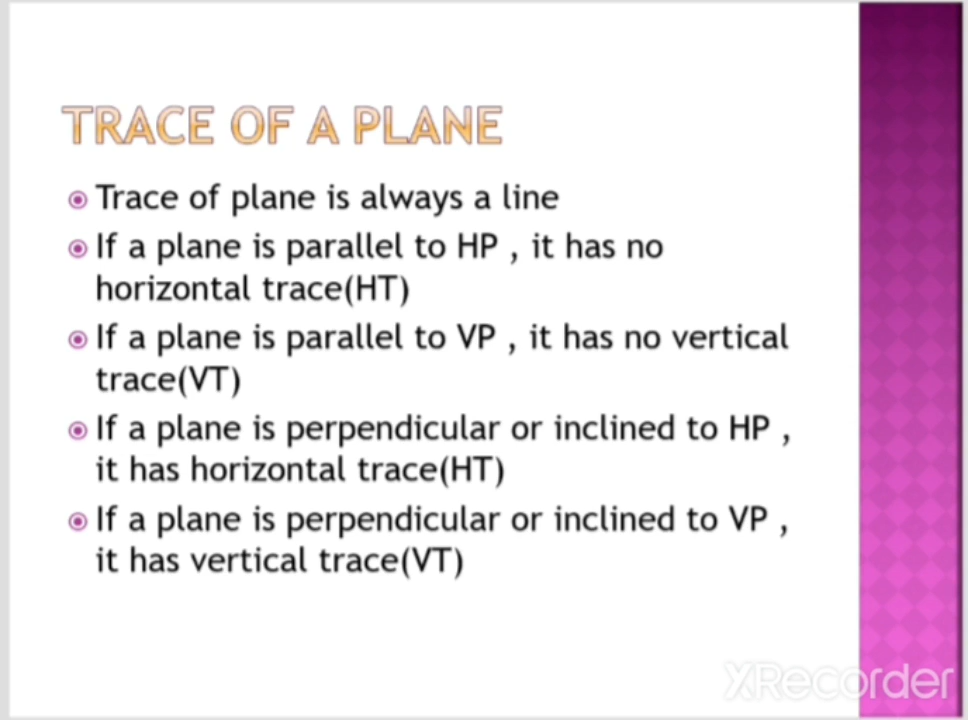 TRACE OF A PLANE
Trace of plane is always a line
If a plane is parallel to HP , it has no
horizontal trace(HT)
If a plane is parallel to VP , it has no vertical
trace(VT)
If a plane is perpendicular or inclined to HP ,
it has horizontal trace(HT)
If a plane is perpendicular or inclined to VP ,
it has vertical trace(VT)
XRecorder